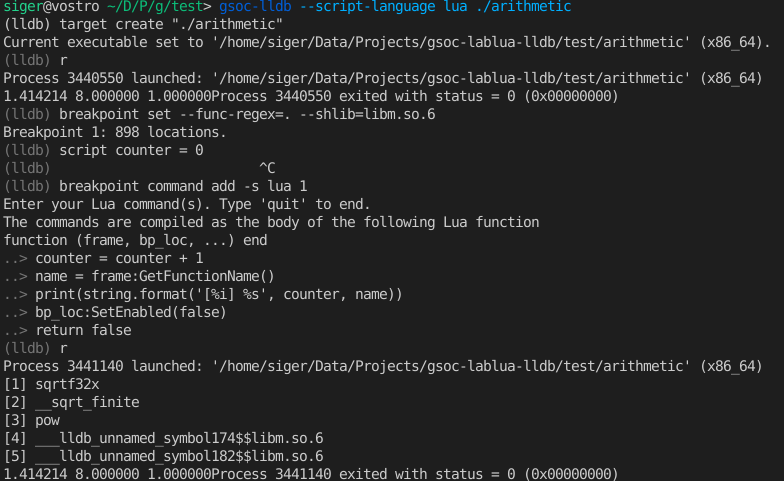 siger@vostro ~/D/P/g/test> gsoc-lldb --script-language lua ./arithmetic
(lldb) target create "./arithmetic"
Current executable set to '/home/siger/Data/Projects/gsoc-lablua-lldb/test/arithmetic' (x86_64).
(lldb) r
Process 3440550 launched: '/home/siger/Data/Projects/gsoc-lablua-lldb/test/arithmetic' (x86_64)
1.414214 8.000000 1.000000Process 3440550 exited with status = 0 (0x00000000)
(lldb) breakpoint set --func-regex=. --shlib=libm.so.6
Breakpoint 1: 898 locations.
(lldb) script counter = 0
(lldb)                          ^C
(lldb) breakpoint command add -s lua 1
Enter your Lua command(s). Type 'quit' to end.
The commands are compiled as the body of the following Lua function
function (frame, bp_loc, ...) end
..> counter = counter + 1
..> name = frame:GetFunctionName()
..> print(string.format('[%i] %s', counter, name))
..> bp_loc:SetEnabled(false)
..> return false
(lldb) r
Process 3441140 launched: '/home/siger/Data/Projects/gsoc-lablua-lldb/test/arithmetic' (x86_64)
[1] sqrtf32x
[2] __sqrt_finite
[3] pow
[4] ___lldb_unnamed_symbol174$$libm.so.6
[5] ___lldb_unnamed_symbol182$$libm.so.6
1.414214 8.000000 1.000000Process 3441140 exited with status = 0 (0x00000000)